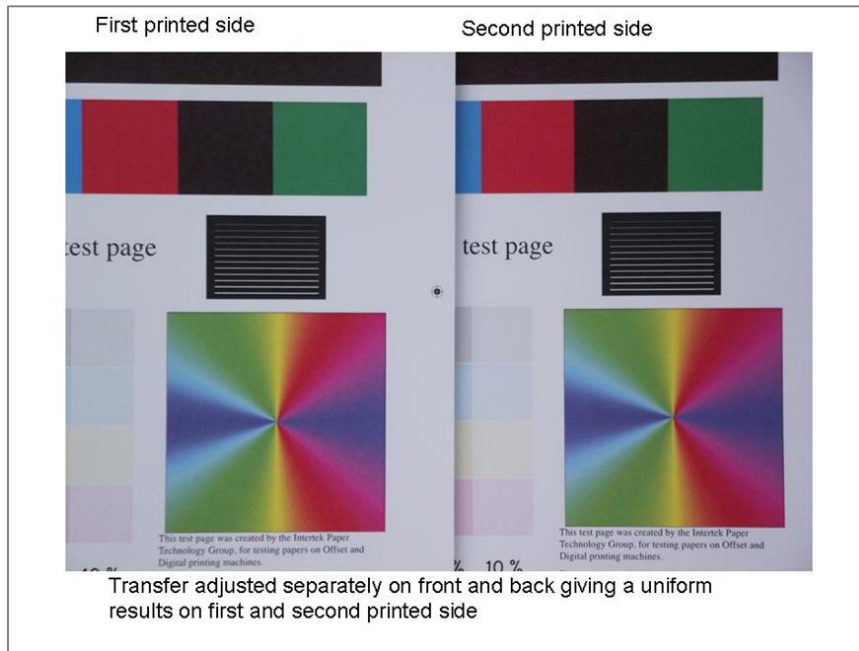 First printed side
Second printed side
test page
test page
This test page was created by the Intertek Paper
Technology Group, for testing papers on Offset and
Digital printing machines.
10 %
This test page was created by the Intertek Paper
Technology Group, for testing papers on Offset and
Digital printing machines.
% 10 %
Transfer adjusted separately on front and back giving a uniform
results on first and second printed side